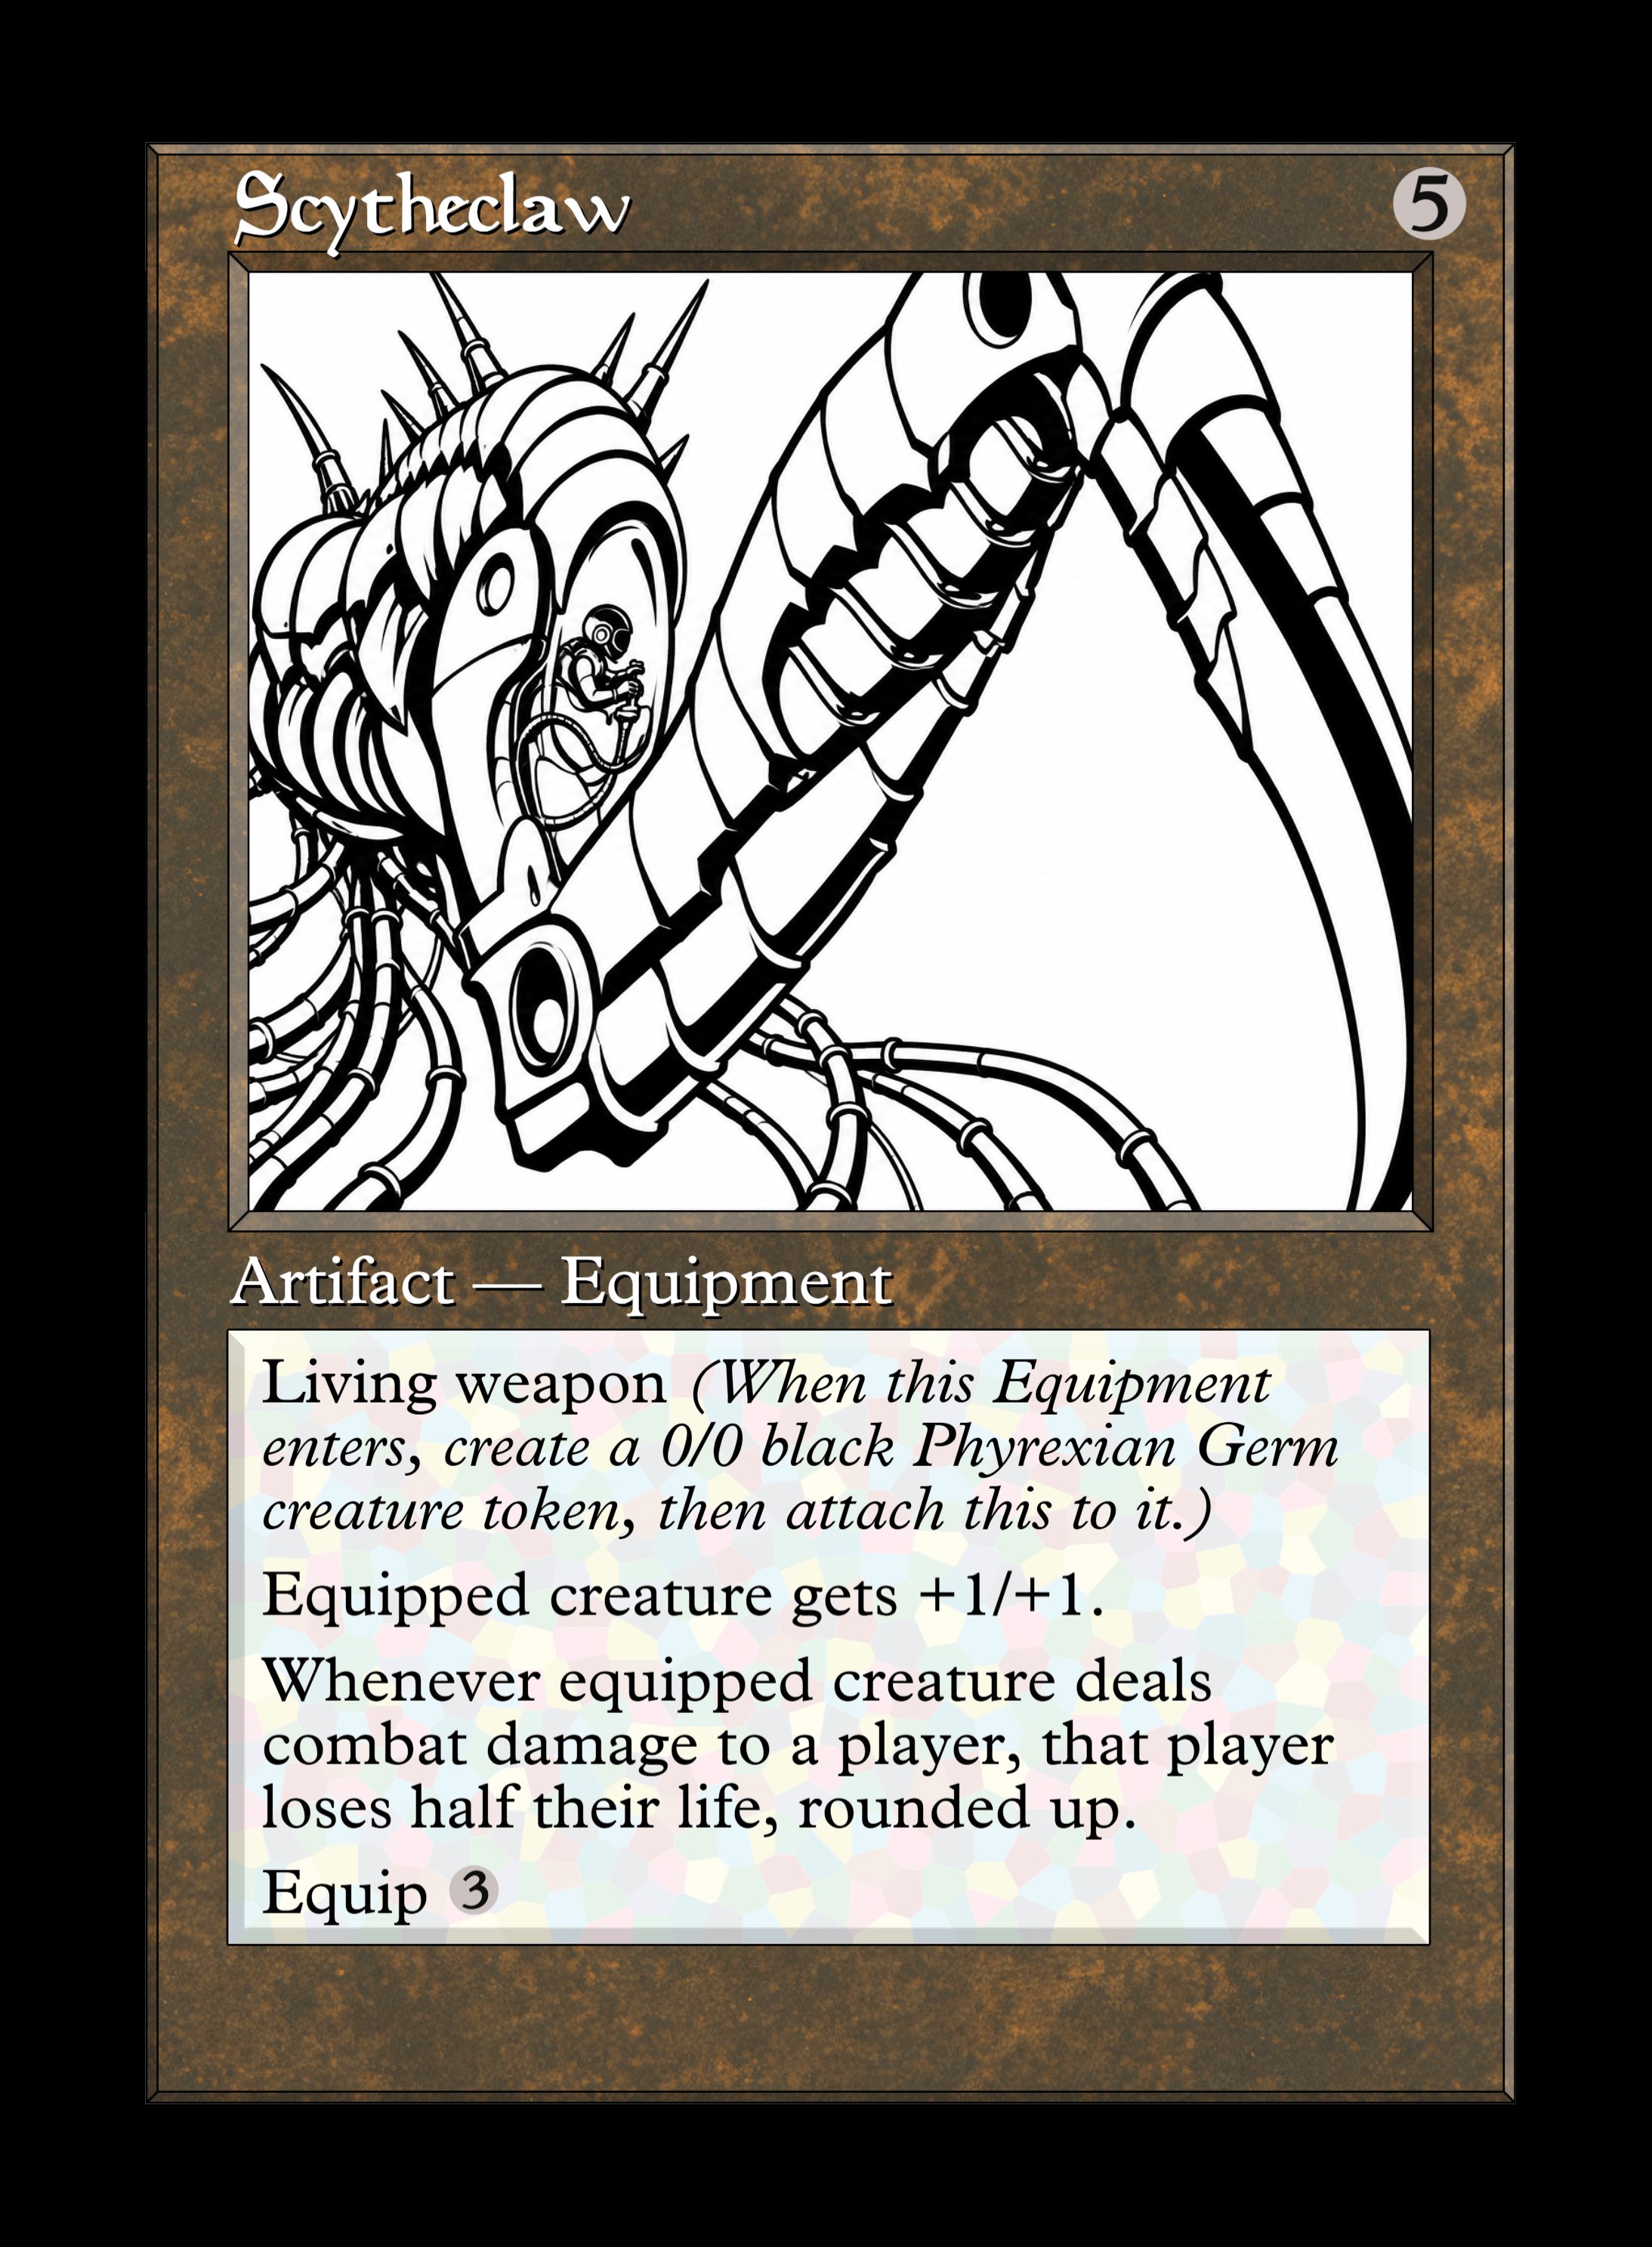 Scytheclaw
5
Artifact — Equipment
Living weapon (When this Equipment
enters, create a 0/0 black Phyrexian Germ
creature token, then attach this to it.)
Equipped creature gets +1/+1.
Whenever equipped creature deals
combat damage to a player, that player
loses half their life, rounded up.
Equip 3